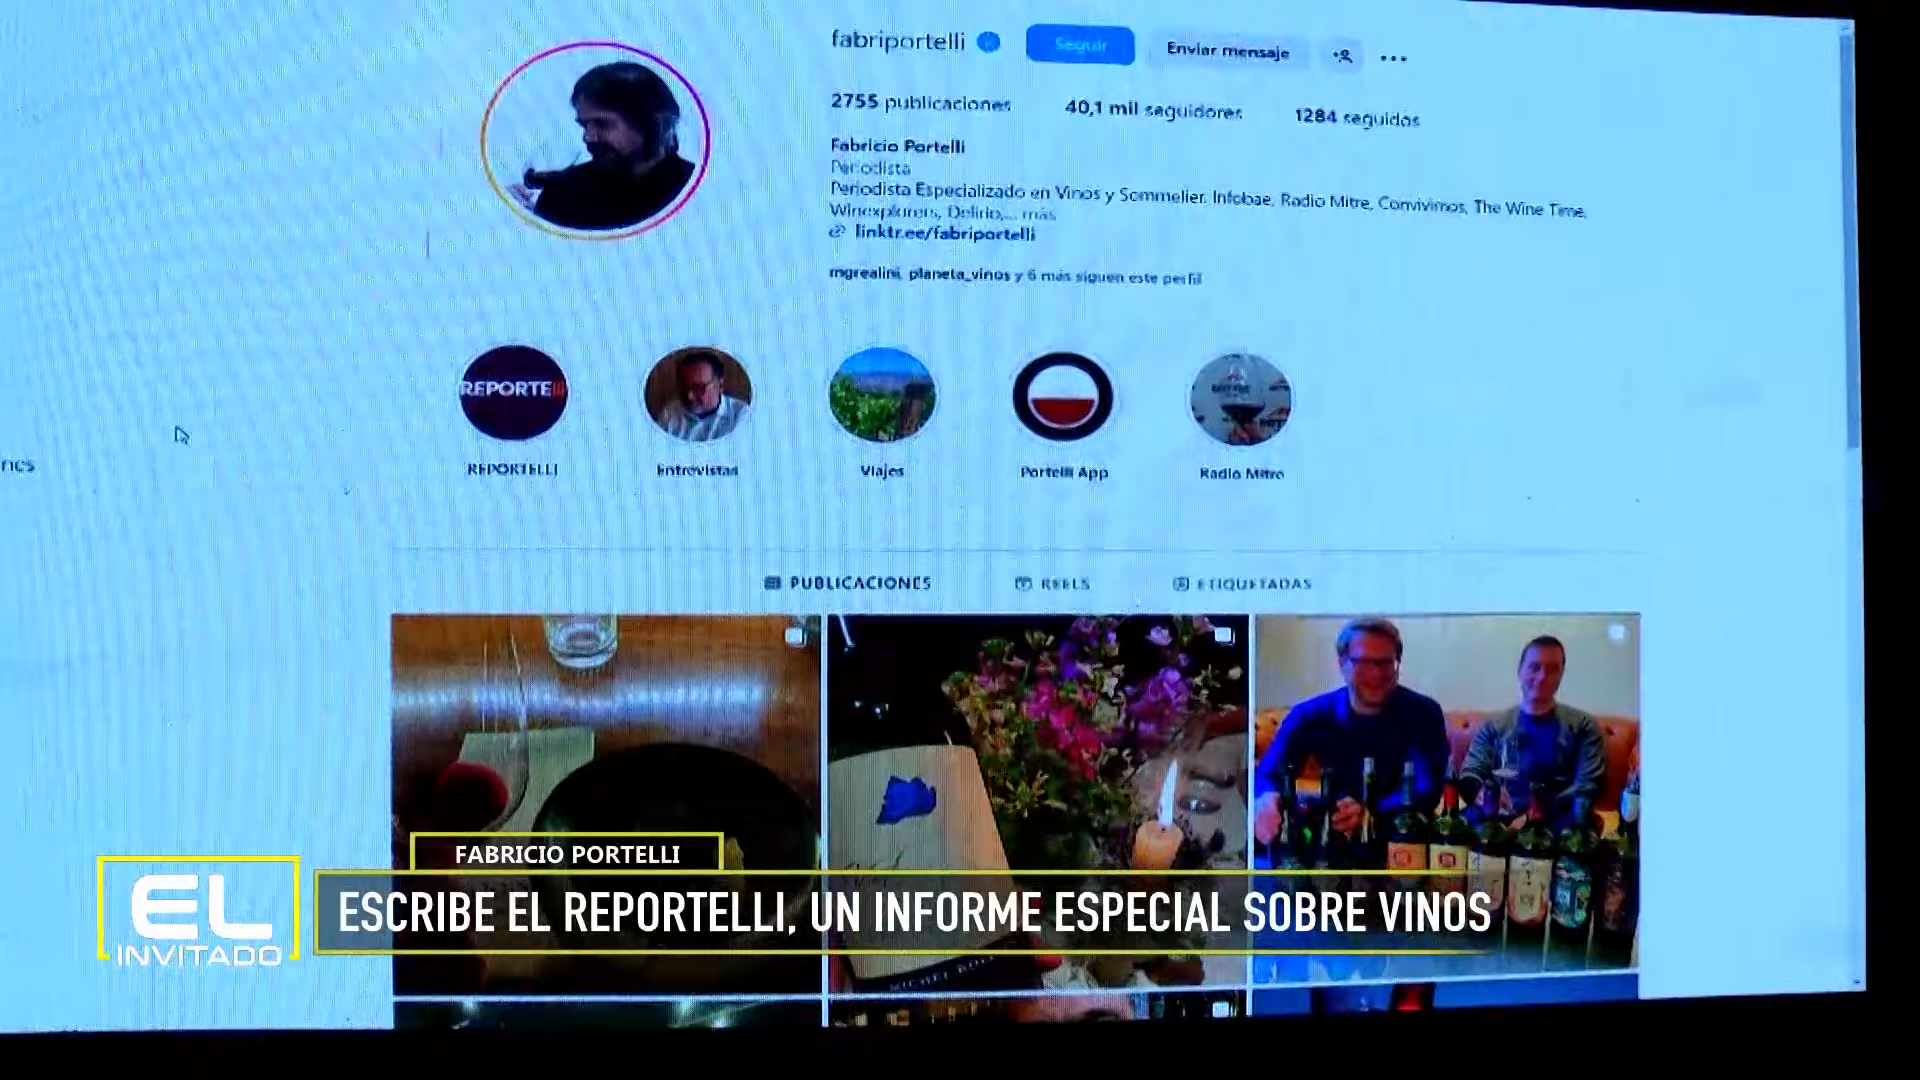 fabriportelli
Seguir
Enviar mensaje
2755 publicaciones
40,1 mil seguidores
1284 seguidos
Fabricio Portelli
Periodista
Periodista Especializado en Vinos y Sommelier. Infobae, Radio Mitre, Convivimos, The Wine Time,
Winexplorers, Delirio,... más
linktr.ee/fabriportelli
mgrealini, planeta_vinos y 6 más siguen este perfil
REPORTELLI
REPORTELLI
Entrevistas
Viajes
Portelli App
Radio Mitre
nes
PUBLICACIONES
REELS
ETIQUETADAS
FABRICIO PORTELLI
EL
INVITADO
ESCRIBE EL REPORTELLI, UN INFORME ESPECIAL SOBRE VINOS